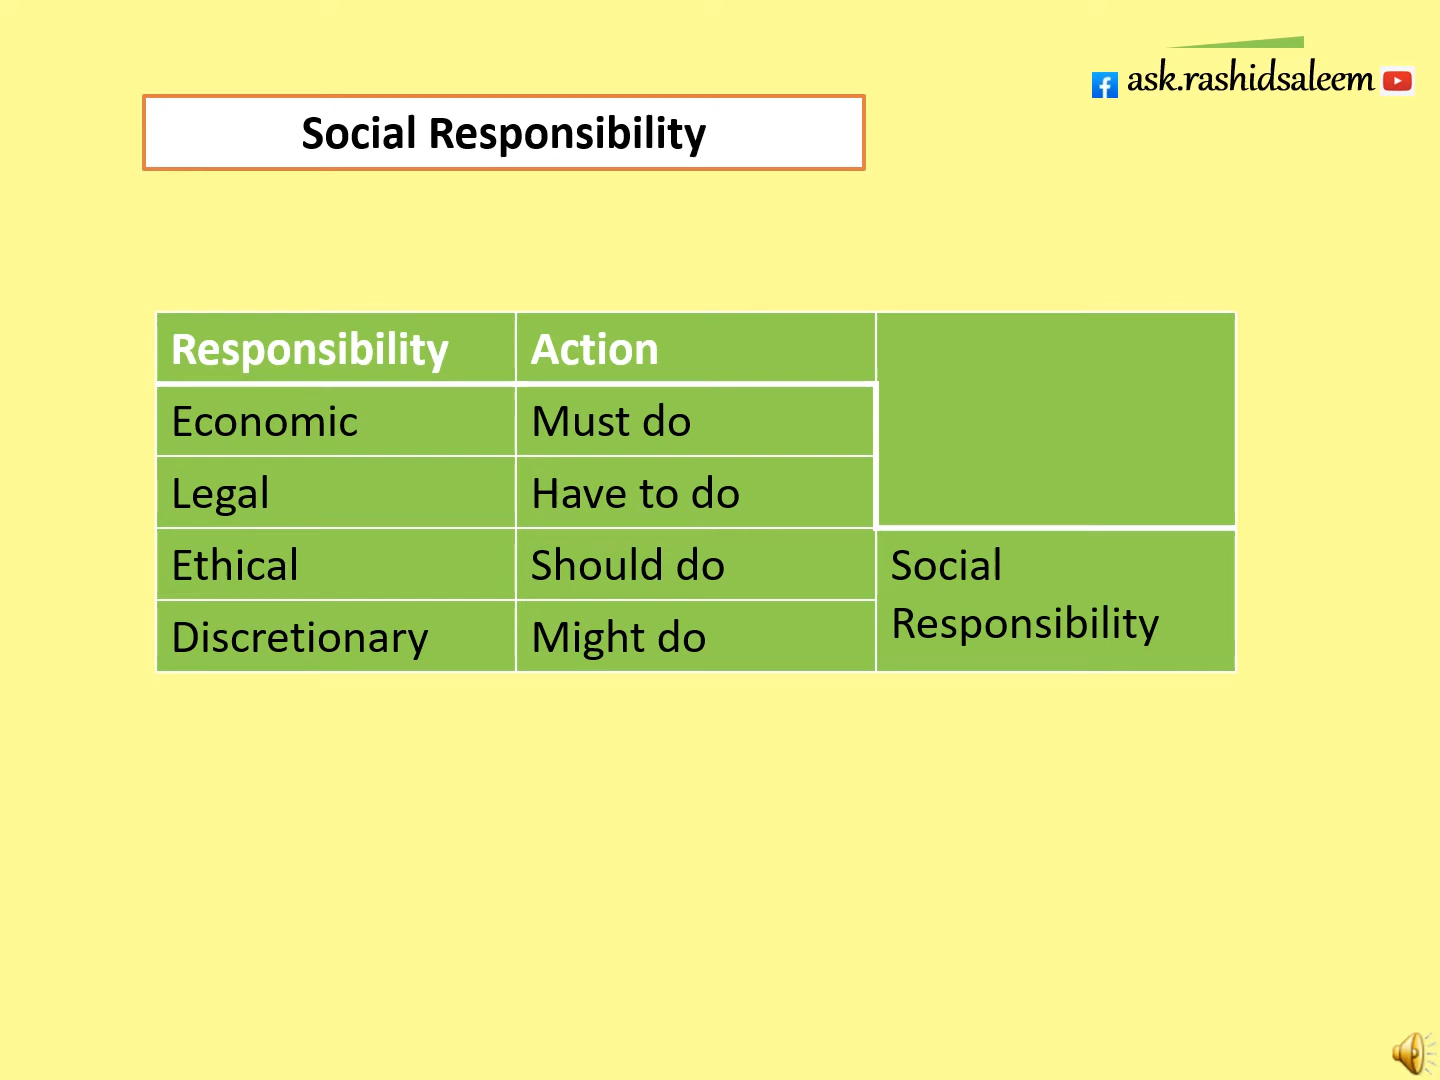 ask.rashidsaleem
Social Responsibility
Responsibility Action
Economic Must do
Legal Have to do
Ethical Should do Social
Responsibility
Discretionary Might do